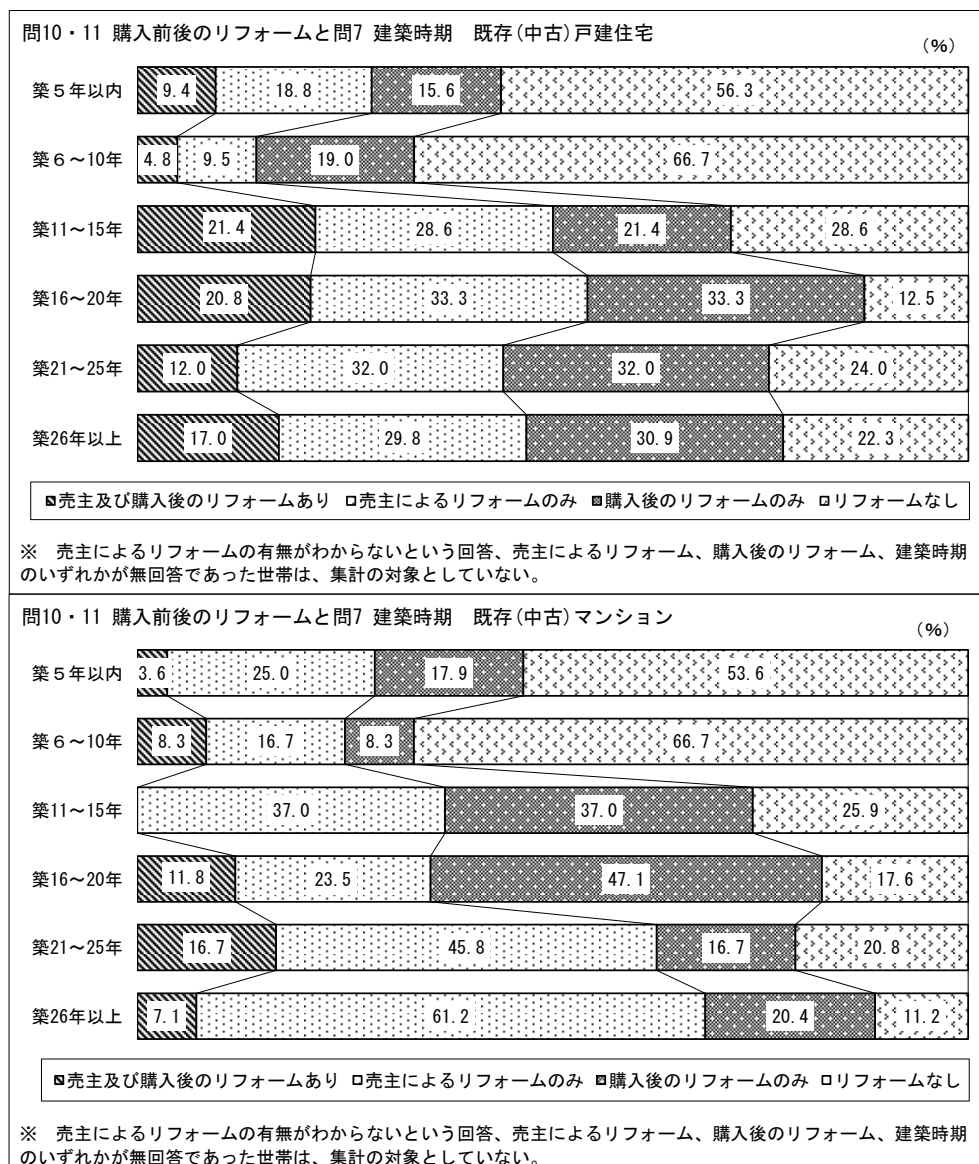 問10・11 購入前後のリフォームと問7 建築時期　既存(中古)戸建住宅
(%)
築５年以内 9.4 18.8 15.6 56.3
築６～10年 4.8 9.5 19.0 66.7
築11～15年 21.4 28.6 21.4 28.6
築16～20年 20.8 33.3 33.3 12.5
築21～25年 12.0 32.0 32.0 24.0
築26年以上 17.0 29.8 30.9 22.3
売主及び購入後のリフォームあり 売主によるリフォームのみ 購入後のリフォームのみ リフォームなし
※　売主によるリフォームの有無がわからないという回答、売主によるリフォーム、購入後のリフォーム、建築時期
のいずれかが無回答であった世帯は、集計の対象としていない。
問10・11 購入前後のリフォームと問7 建築時期　既存(中古)マンション
(%)
築５年以内 3.6 25.0 17.9 53.6
築６～10年 8.3 16.7 8.3 66.7
築11～15年 37.0 37.0 25.9
築16～20年 11.8 23.5 47.1 17.6
築21～25年 16.7 45.8 16.7 20.8
築26年以上 7.1 61.2 20.4 11.2
売主及び購入後のリフォームあり 売主によるリフォームのみ 購入後のリフォームのみ リフォームなし
※　売主によるリフォームの有無がわからないという回答、売主によるリフォーム、購入後のリフォーム、建築時期
のいずれかが無回答であった世帯は、集計の対象としていない。